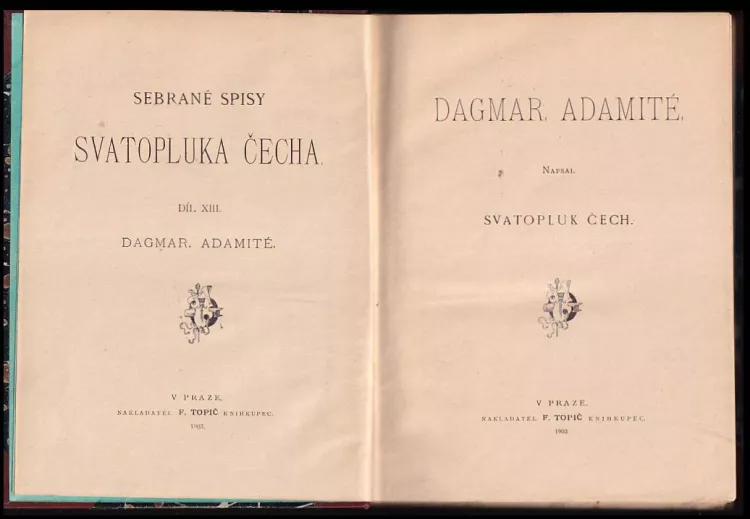 SEBRANÉ SPISY
SVATOPLUKA ČECHA.
DÍL. XIII.
DAGMAR. ADAMITÉ.
V PRAZE.
NAKLADATEL F. TOPIČ KNIHKUPEC.
1903.
DAGMAR. ADAMITÉ.
NAPSAL
SVATOPLUK ČECH.
V PRAZE.
NAKLADATEL F. TOPIČ KNIHKUPEC.
1903